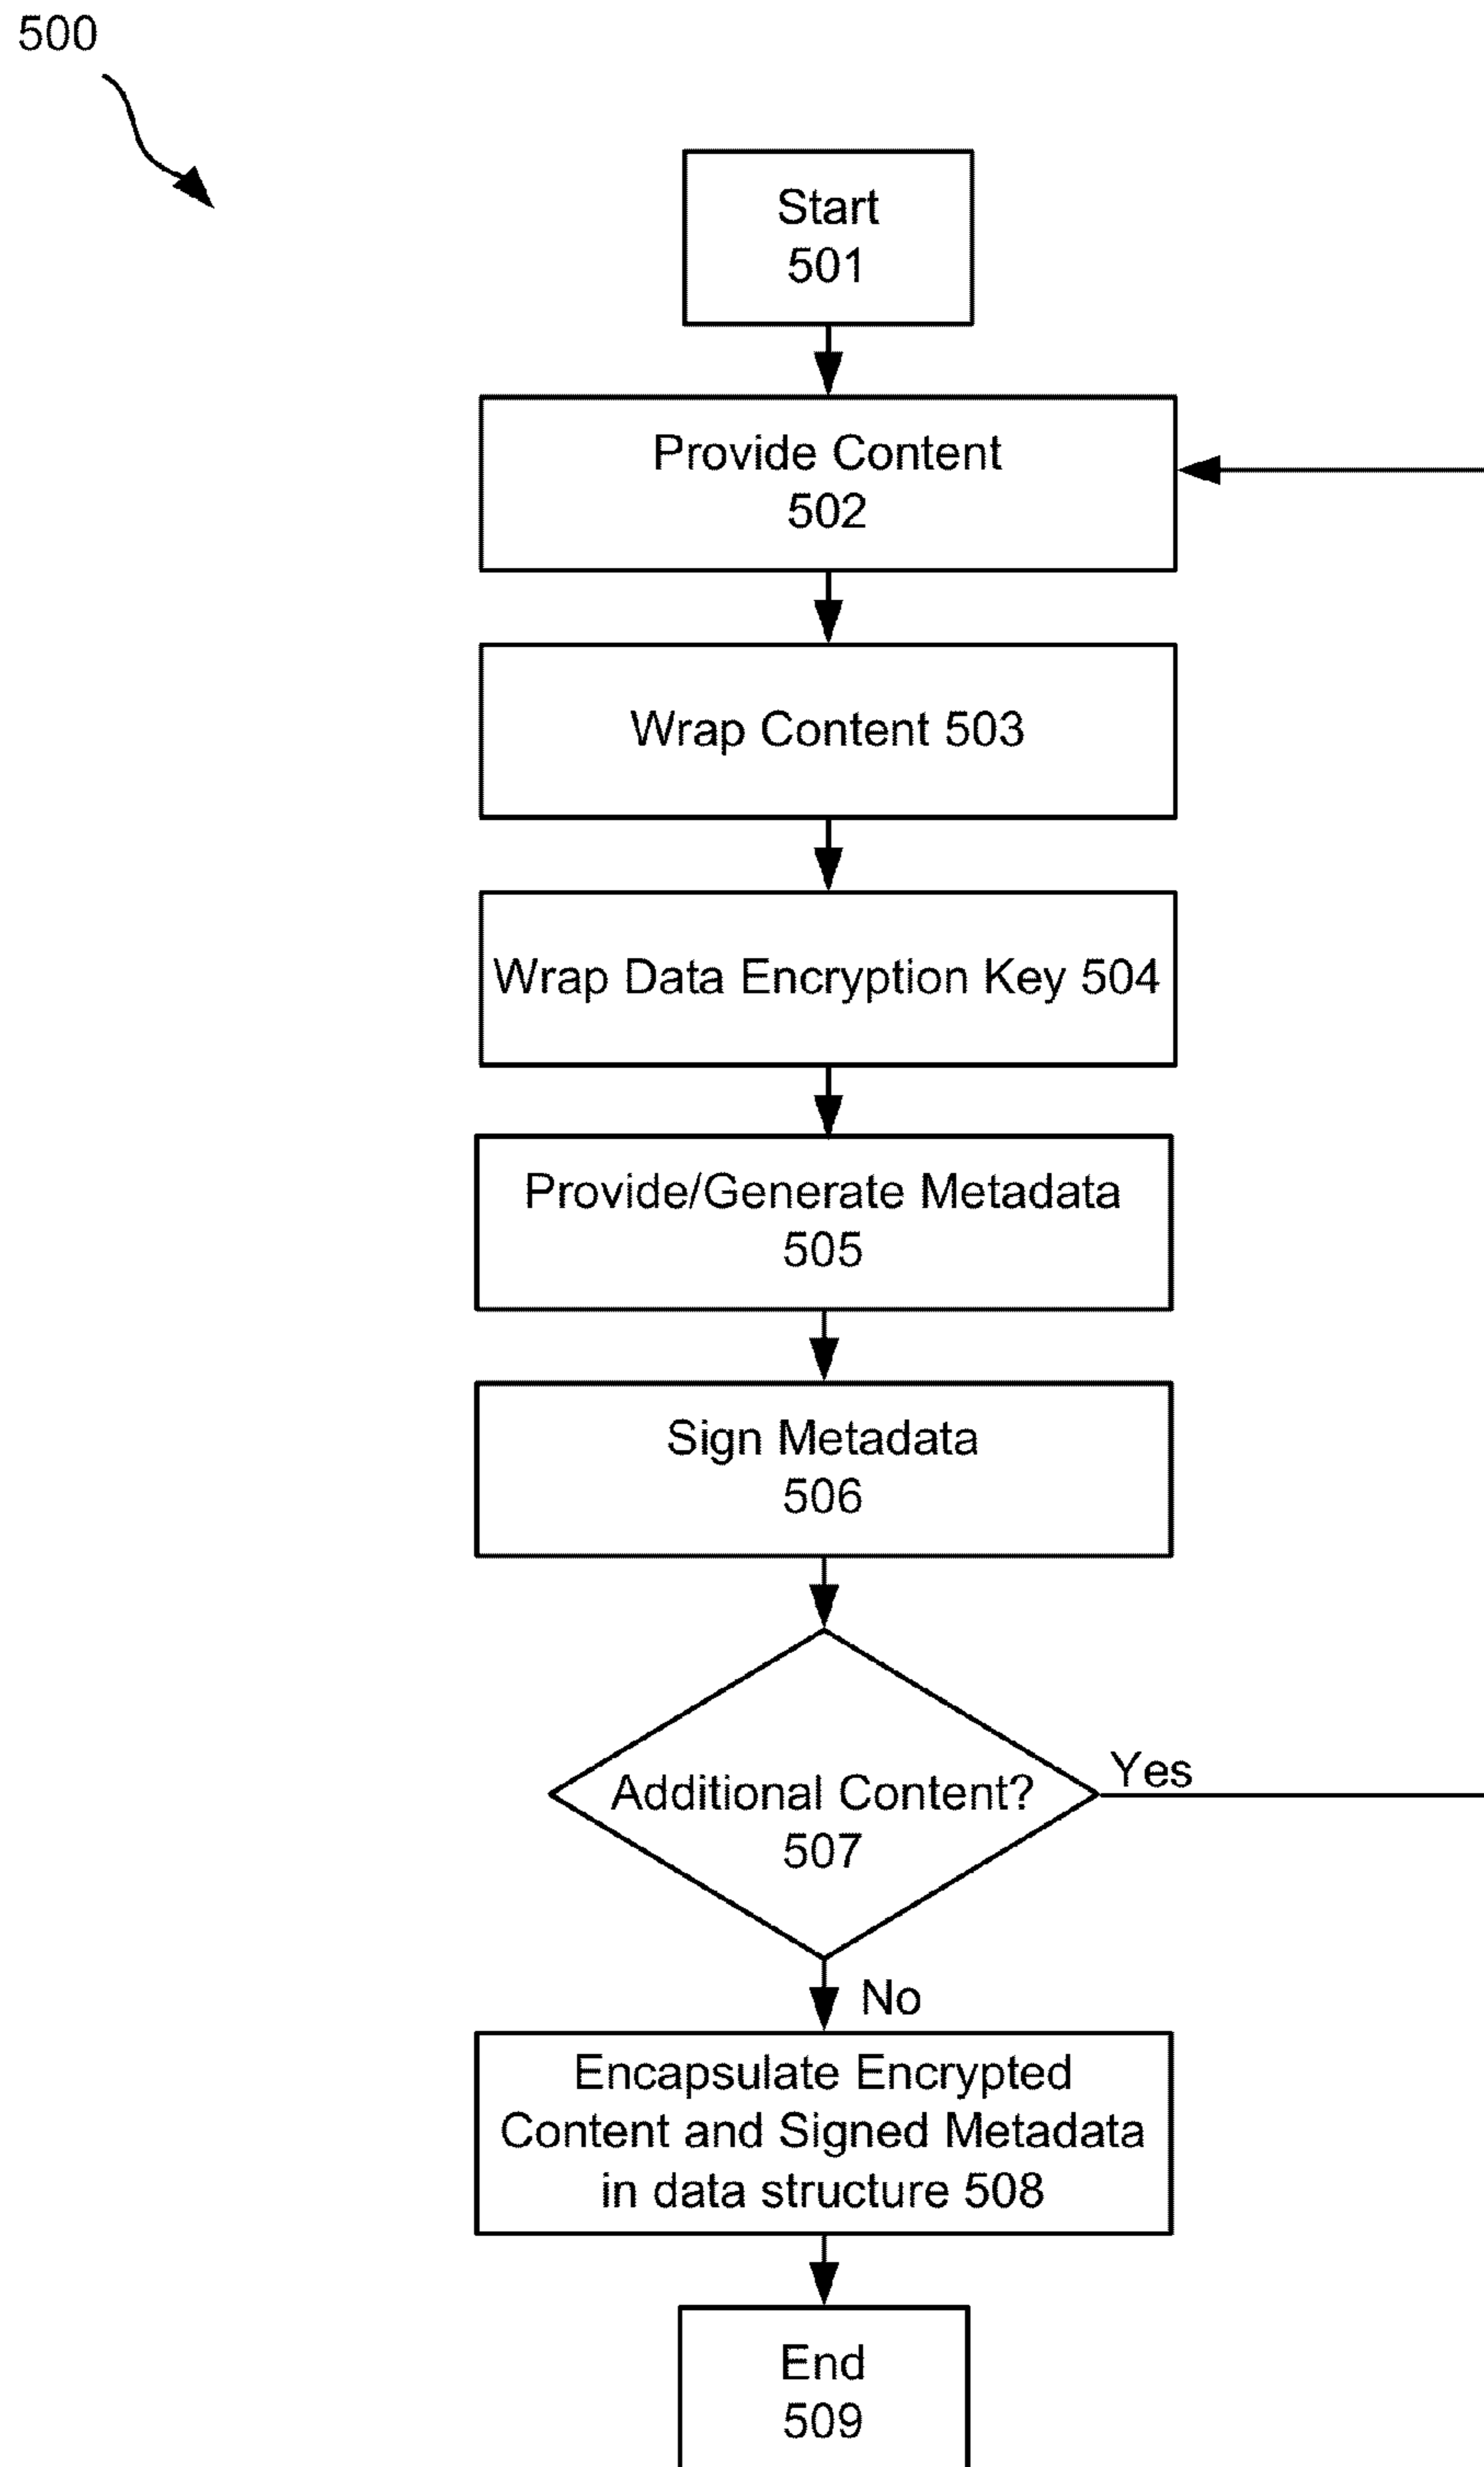 500
Start
501
Provide Content
502
Wrap Content 503
Wrap Data Encryption Key 504
Provide/Generate Metadata
505
Sign Metadata
506
Additional Content?
507
Yes
No
Encapsulate Encrypted
Content and Signed Metadata
in data structure 508
End
509